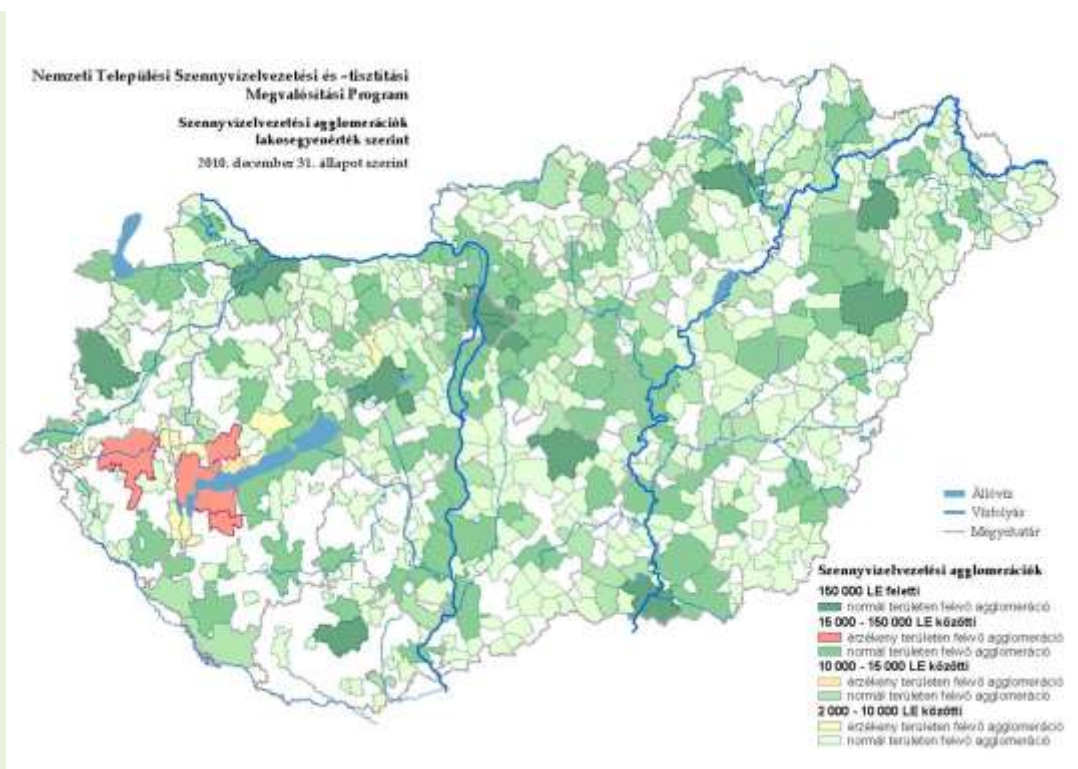 Nemzeti Települési Szennyvízelvezetési és -tisztítási
Megvalósítási Program
Szennyvízelvezetési agglomerációk
lakosegyenérték szerint
2010. december 31. állapot szerint
Állóvíz
Vízfolyás
Megyehatár
Szennyvízelvezetési agglomerációk
150 000 LE feletti
normál területen fekvő agglomeráció
15 000 - 150 000 LE közötti
érzékeny területen fekvő agglomeráció
normál területen fekvő agglomeráció
10 000 - 15 000 LE közötti
érzékeny területen fekvő agglomeráció
normál területen fekvő agglomeráció
2 000 - 10 000 LE közötti
érzékeny területen fekvő agglomeráció
normál területen fekvő agglomeráció